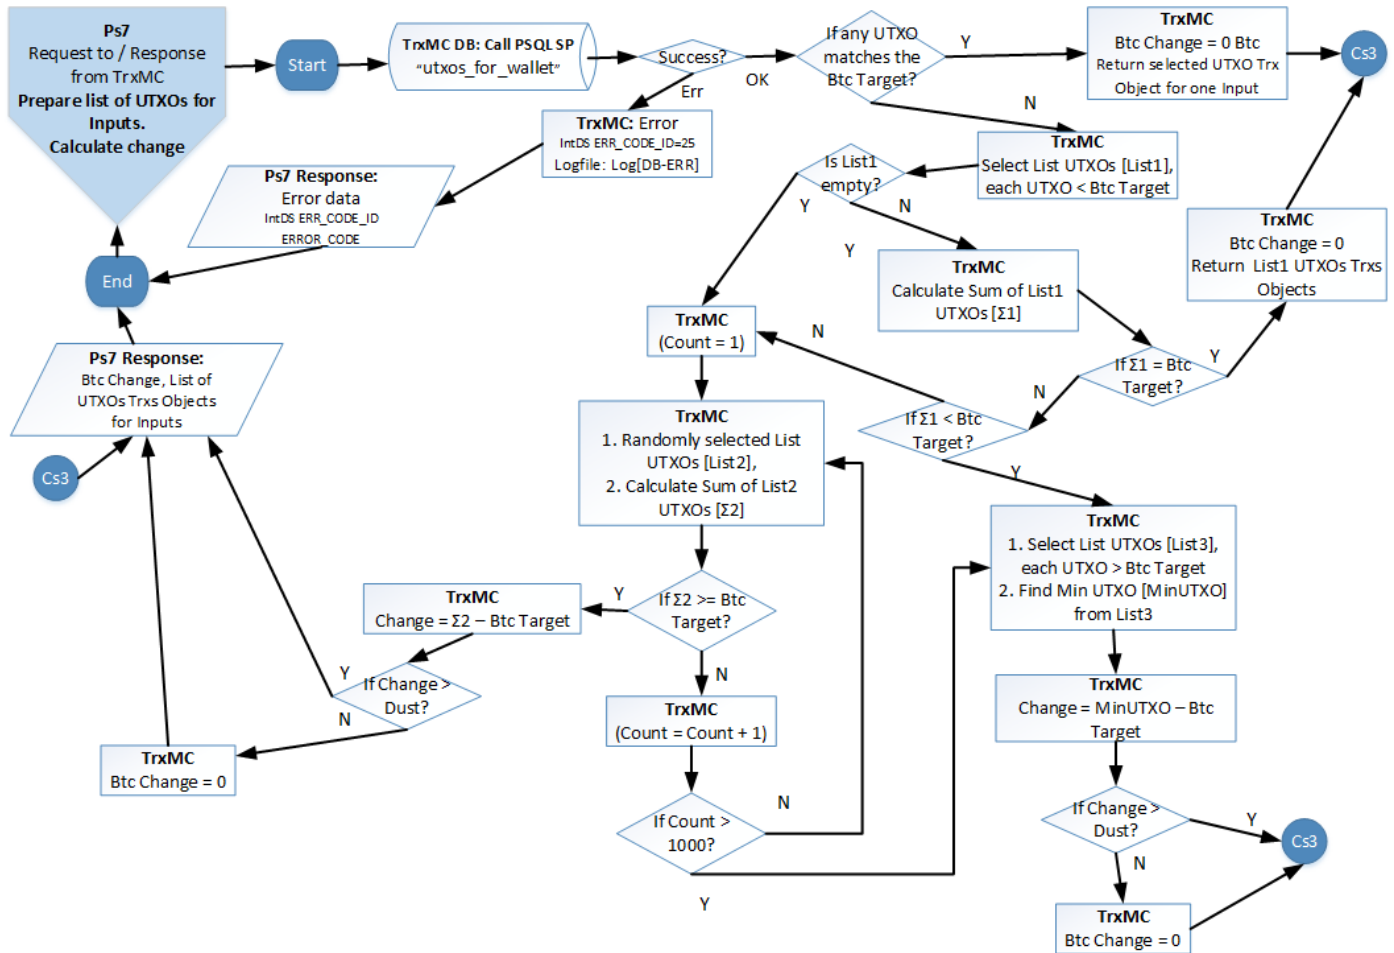 Ps7
Request to / Response
from TrxMC
Prepare list of UTXOs for
Inputs.
Calculate change
Start
TrxMC DB: Call PSQL SP
"utxos_for_wallet"
Success?
OK
Err
If any UTXO
matches the
Btc Target?
Y
N
TrxMC
Btc Change = 0 Btc
Return selected UTXO Trx
Object for one Input
Cs3
TrxMC: Error
IntDS ERR_CODE_ID=25
Logfile: Log[DB-ERR]
TrxMC
Select List UTXOs [List1],
each UTXO < Btc Target
Is List1
empty?
Y
N
Y
Ps7 Response:
Error data
IntDS ERR_CODE_ID
ERROR_CODE
End
TrxMC
Calculate Sum of List1
UTXOs [Σ1]
TrxMC
Btc Change = 0
Return List1 UTXOs Trxs
Objects
TrxMC
(Count = 1)
N
If Σ1 = Btc
Target?
Y
N
Ps7 Response:
Btc Change, List of
UTXOs Trxs Objects
for Inputs
Cs3
If Σ1 < Btc
Target?
Y
TrxMC
1. Randomly selected List
UTXOs [List2],
2. Calculate Sum of List2
UTXOs [Σ2]
TrxMC
1. Select List UTXOs [List3],
each UTXO > Btc Target
2. Find Min UTXO [MinUTXO]
from List3
If Σ2 >= Btc
Target?
Y
N
TrxMC
Change = Σ2 – Btc Target
If Change >
Dust?
Y
N
TrxMC
Btc Change = 0
TrxMC
(Count = Count + 1)
If Count >
1000?
N
Y
TrxMC
Change = MinUTXO – Btc
Target
If Change >
Dust?
Y
N
Cs3
TrxMC
Btc Change = 0